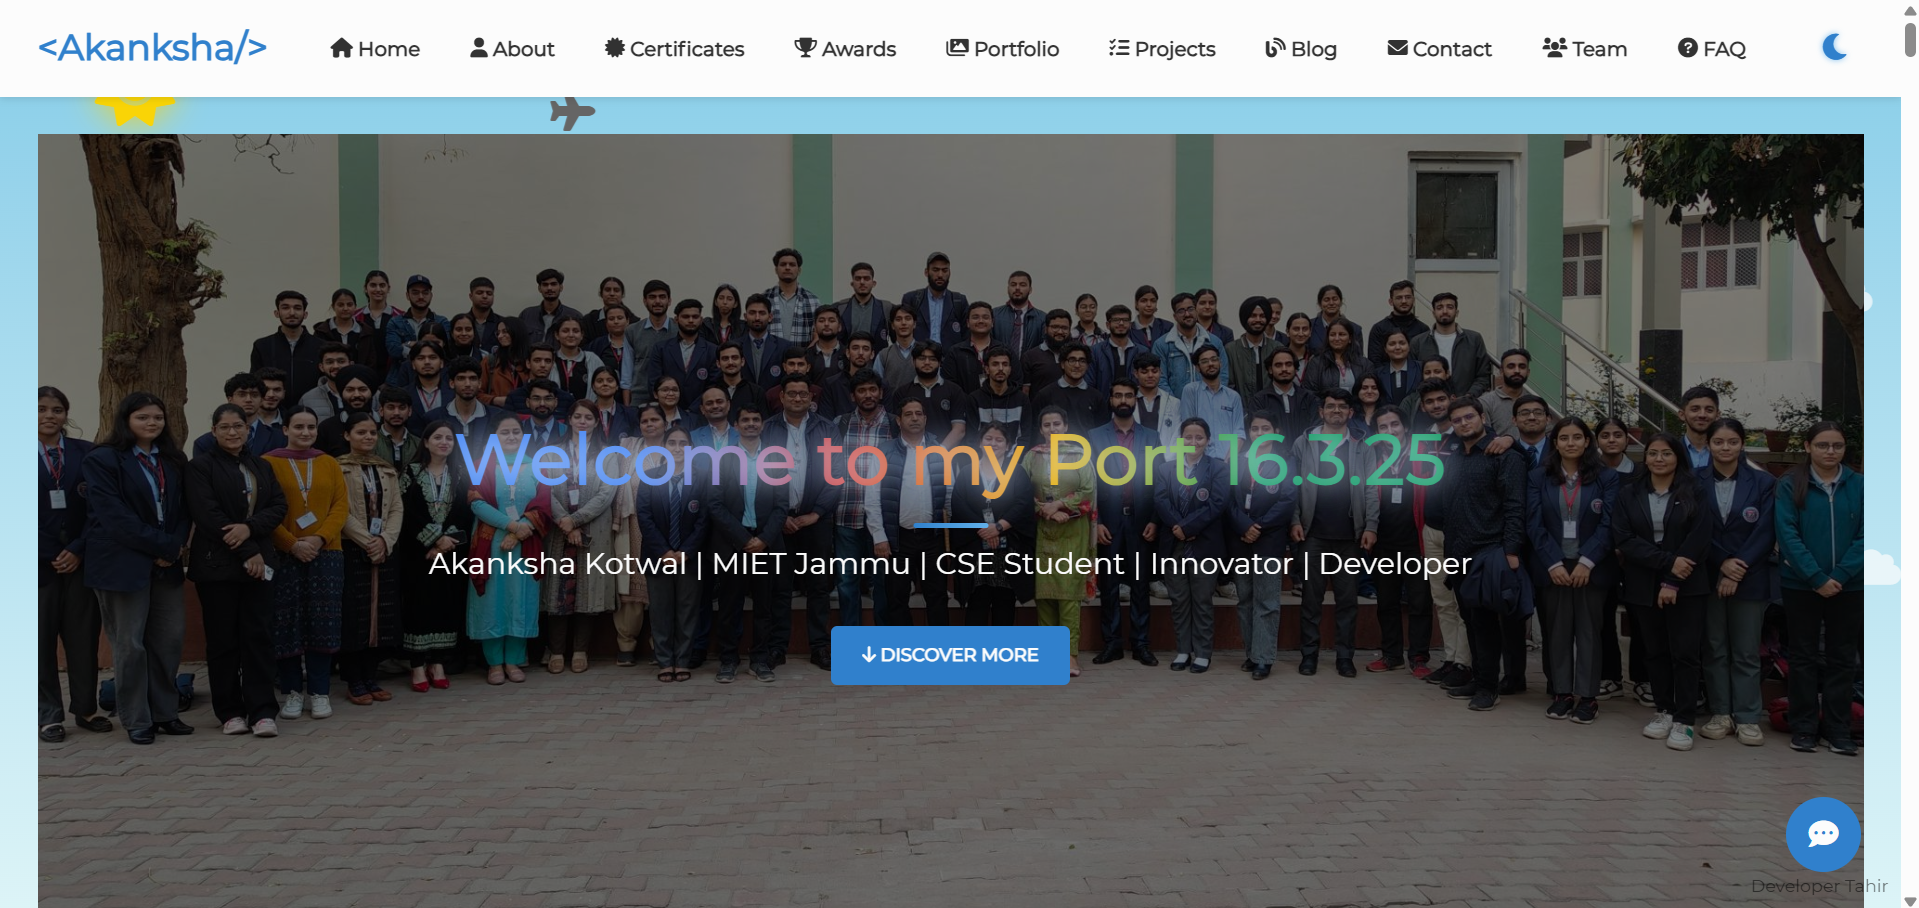 <Akanksha/>
Home
About
Certificates
Awards
Portfolio
Projects
Blog
Contact
Team
FAQ
Welcome to my Port 16.3.25
Akanksha Kotwal | MIET Jammu | CSE Student | Innovator | Developer
DISCOVER MORE
Developer Tahir